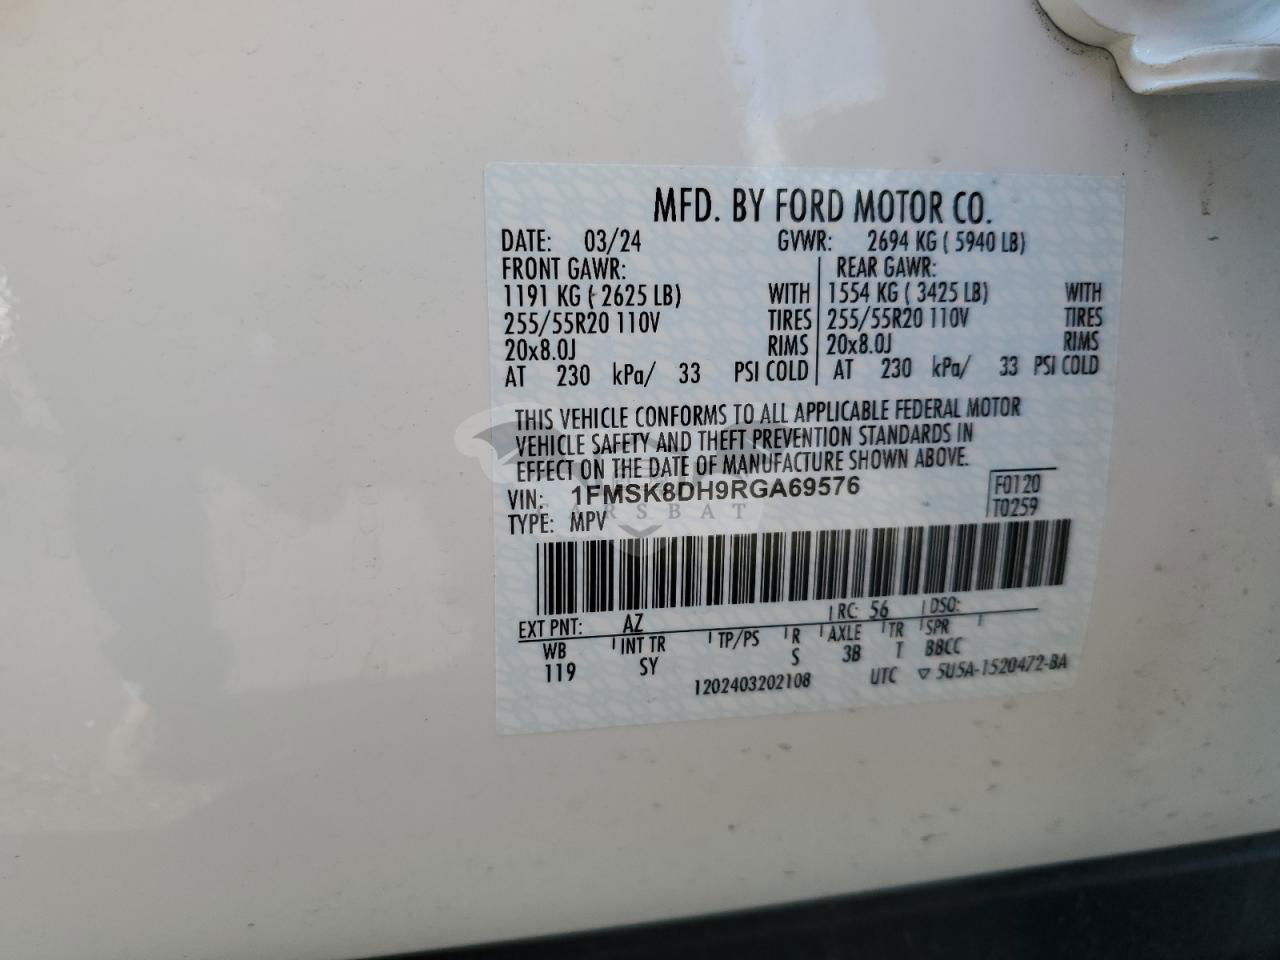 MFD. BY FORD MOTOR CO.
DATE: 03/24 GVWR: 2694 KG ( 5940 LB)
FRONT GAWR: REAR GAWR:
1191 KG ( 2625 LB) WITH 1554 KG ( 3425 LB) WITH
255/55R20 110V TIRES 255/55R20 110V TIRES
20x8.0J RIMS 20x8.0J RIMS
AT 230 kPa/ 33 PSI COLD AT 230 kPa/ 33 PSI COLD
THIS VEHICLE CONFORMS TO ALL APPLICABLE FEDERAL MOTOR
VEHICLE SAFETY AND THEFT PREVENTION STANDARDS IN
EFFECT ON THE DATE OF MANUFACTURE SHOWN ABOVE.
VIN: 1FMSK8DH9RGA69576 F0120
CARSBAT
TYPE: MPV T0259
EXT PNT: AZ RC: 56 DSO:
WB INT TR TP/PS R AXLE TR SPR
119 SY S 3B T BBCC
1202403202108 UTC ▽ 5U5A-1520472-BA